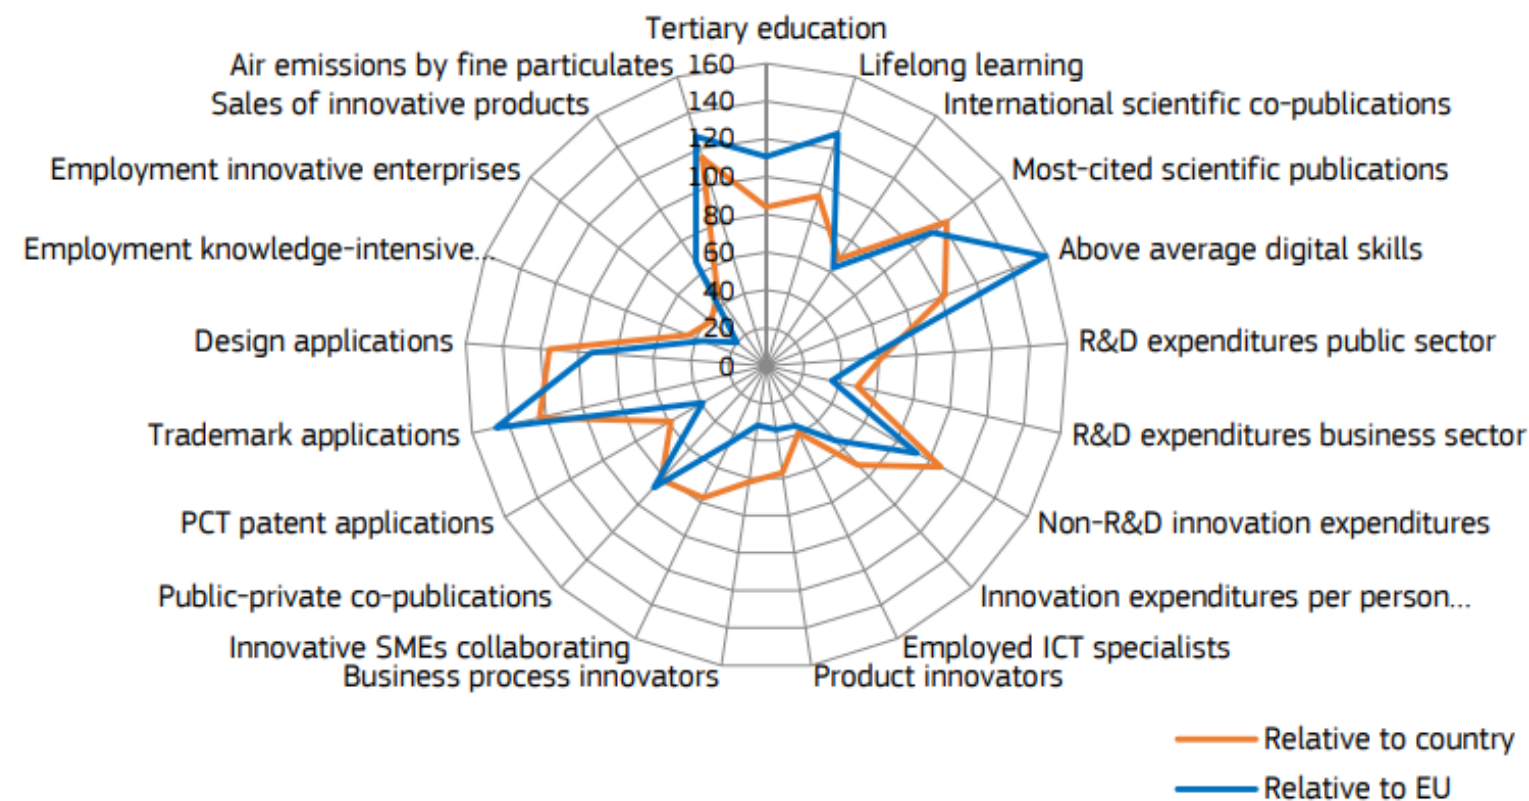 Tertiary education
Air emissions by fine particulates
160
Lifelong learning
Sales of innovative products
140
International scientific co-publications
120
Employment innovative enterprises
100
Most-cited scientific publications
80
Employment knowledge-intensive...
60
Above average digital skills
40
Design applications
20
R&D expenditures public sector
0
Trademark applications
R&D expenditures business sector
PCT patent applications
Non-R&D innovation expenditures
Public-private co-publications
Innovation expenditures per person...
Innovative SMEs collaborating
Employed ICT specialists
Business process innovators
Product innovators
Relative to country
Relative to EU